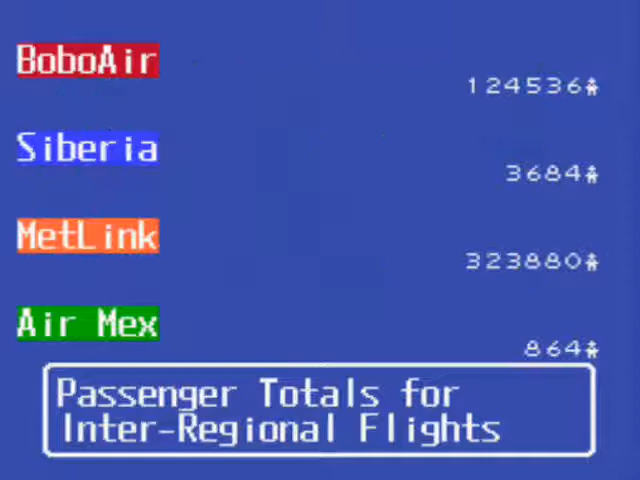 BoboAir
124536
Siberia
3684
MetLink
323880
Air Mex
864
Passenger Totals for
Inter-Regional Flights